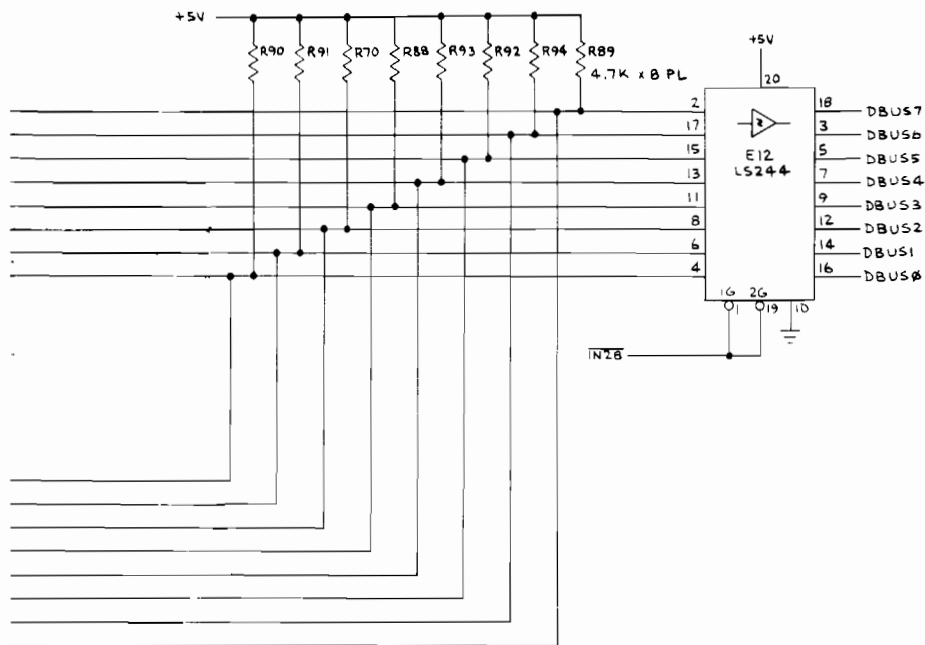 +5V
R90 R91 R70 R88 R93 R92 R94 R89
4.7K x 8 PL
+5V
20
2 18 DBUS7
17 3 DBUS6
15 5 DBUS5
E12
LS244
13 7 DBUS4
11 9 DBUS3
8 12 DBUS2
6 14 DBUS1
4 16 DBUSØ
1G 2G
1 19 10
IN28